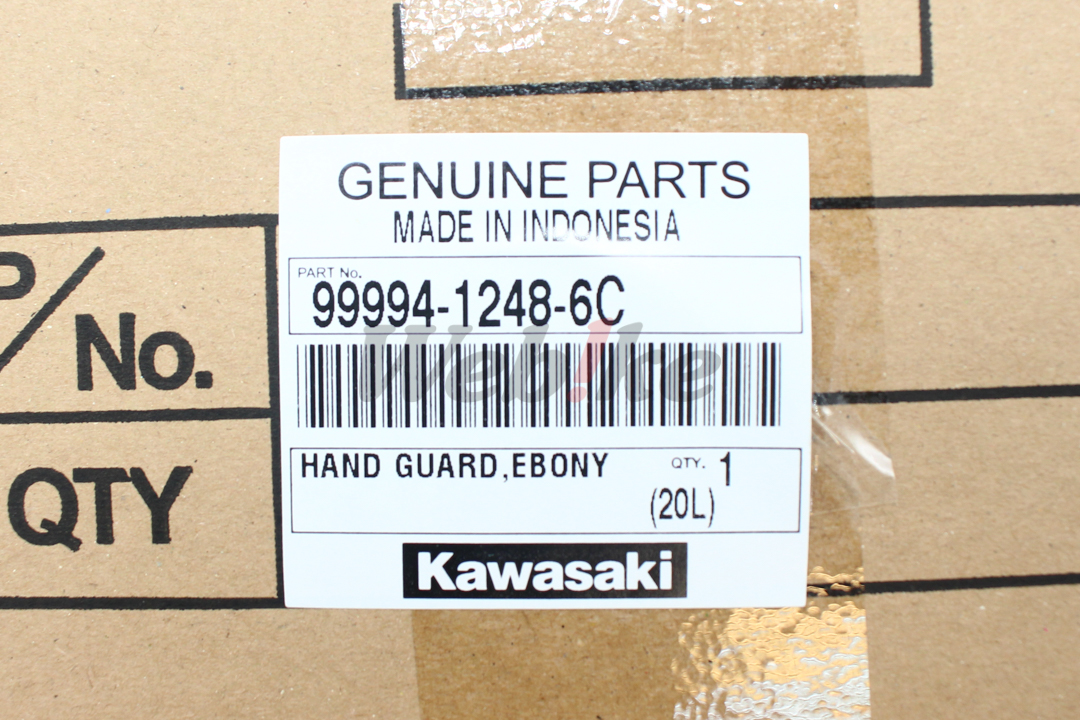 GENUINE PARTS
MADE IN INDONESIA
PART No.
99994-1248-6C
Webike
HAND GUARD,EBONY
QTY. 1
(20L)
Kawasaki
P/No.
QTY